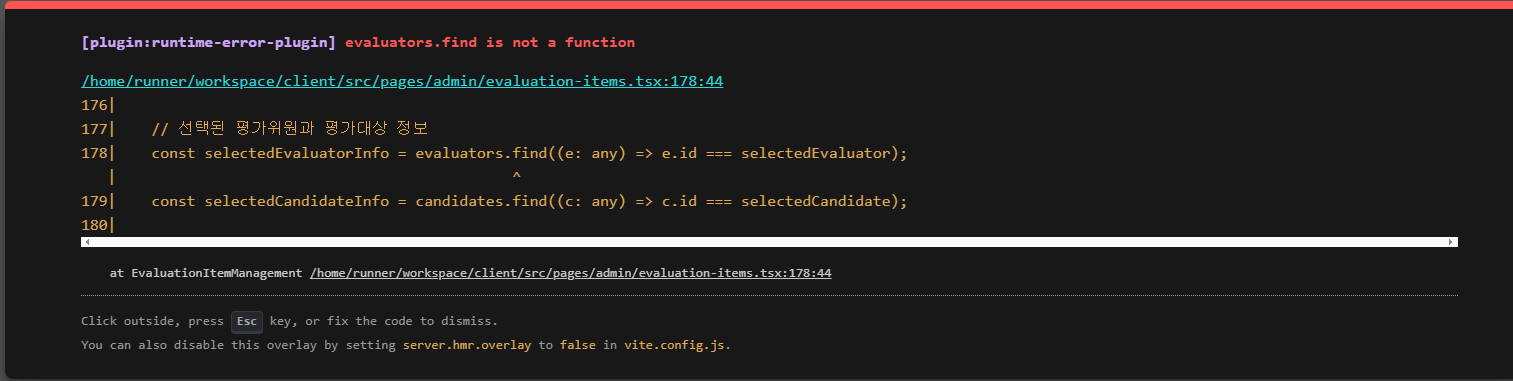 [plugin:runtime-error-plugin] evaluators.find is not a function
/home/runner/workspace/client/src/pages/admin/evaluation-items.tsx:178:44
176|
177|    // 선택된 평가위원과 평가대상 정보
178|    const selectedEvaluatorInfo = evaluators.find((e: any) => e.id === selectedEvaluator);
   |                                             ^
179|    const selectedCandidateInfo = candidates.find((c: any) => c.id === selectedCandidate);
180|
at EvaluationItemManagement /home/runner/workspace/client/src/pages/admin/evaluation-items.tsx:178:44
Click outside, press Esc key, or fix the code to dismiss.
You can also disable this overlay by setting server.hmr.overlay to false in vite.config.js.